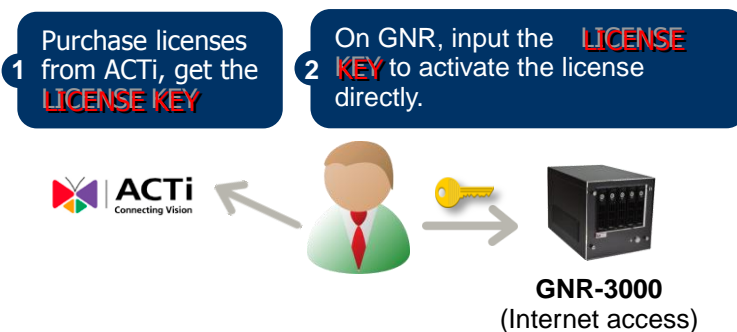 1
Purchase licenses
from ACTi, get the
LICENSE KEY
2
On GNR, input the LICENSE
KEY to activate the license
directly.
ACTi
Connecting Vision
GNR-3000
(Internet access)